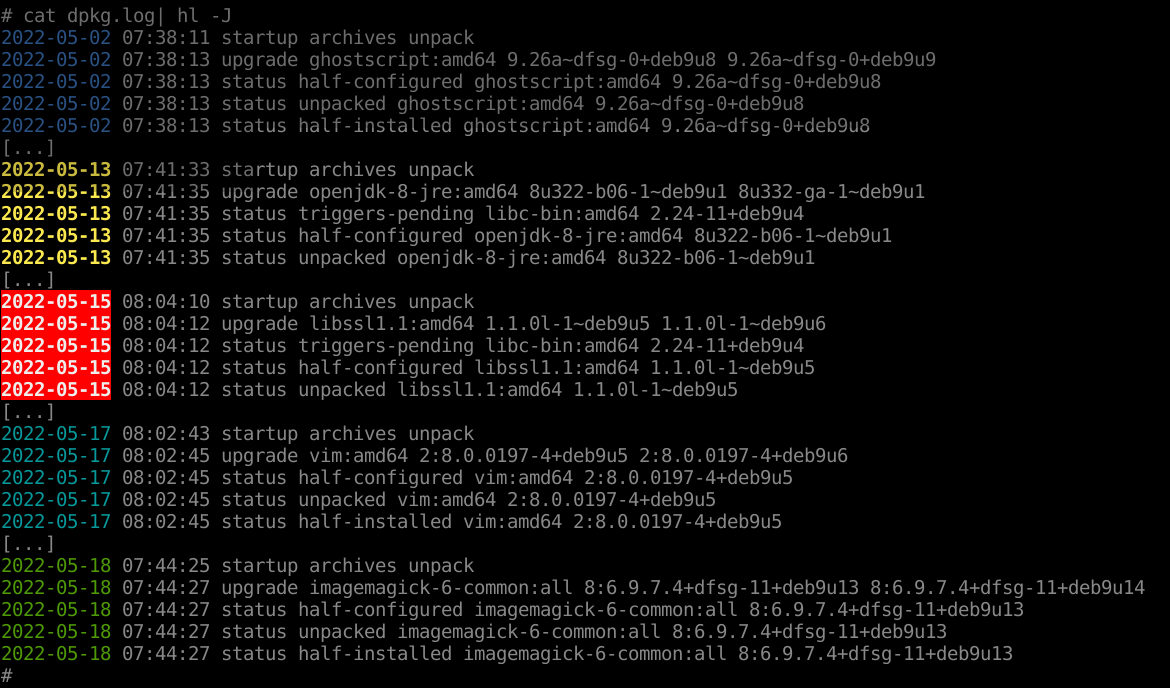 # cat dpkg.log| hl -J
2022-05-02 07:38:11 startup archives unpack
2022-05-02 07:38:13 upgrade ghostscript:amd64 9.26a~dfsg-0+deb9u8 9.26a~dfsg-0+deb9u9
2022-05-02 07:38:13 status half-configured ghostscript:amd64 9.26a~dfsg-0+deb9u8
2022-05-02 07:38:13 status unpacked ghostscript:amd64 9.26a~dfsg-0+deb9u8
2022-05-02 07:38:13 status half-installed ghostscript:amd64 9.26a~dfsg-0+deb9u8
[...]
2022-05-13 07:41:33 startup archives unpack
2022-05-13 07:41:35 upgrade openjdk-8-jre:amd64 8u322-b06-1~deb9u1 8u332-ga-1~deb9u1
2022-05-13 07:41:35 status triggers-pending libc-bin:amd64 2.24-11+deb9u4
2022-05-13 07:41:35 status half-configured openjdk-8-jre:amd64 8u322-b06-1~deb9u1
2022-05-13 07:41:35 status unpacked openjdk-8-jre:amd64 8u322-b06-1~deb9u1
[...]
2022-05-15 08:04:10 startup archives unpack
2022-05-15 08:04:12 upgrade libssl1.1:amd64 1.1.0l-1~deb9u5 1.1.0l-1~deb9u6
2022-05-15 08:04:12 status triggers-pending libc-bin:amd64 2.24-11+deb9u4
2022-05-15 08:04:12 status half-configured libssl1.1:amd64 1.1.0l-1~deb9u5
2022-05-15 08:04:12 status unpacked libssl1.1:amd64 1.1.0l-1~deb9u5
[...]
2022-05-17 08:02:43 startup archives unpack
2022-05-17 08:02:45 upgrade vim:amd64 2:8.0.0197-4+deb9u5 2:8.0.0197-4+deb9u6
2022-05-17 08:02:45 status half-configured vim:amd64 2:8.0.0197-4+deb9u5
2022-05-17 08:02:45 status unpacked vim:amd64 2:8.0.0197-4+deb9u5
2022-05-17 08:02:45 status half-installed vim:amd64 2:8.0.0197-4+deb9u5
[...]
2022-05-18 07:44:25 startup archives unpack
2022-05-18 07:44:27 upgrade imagemagick-6-common:all 8:6.9.7.4+dfsg-11+deb9u13 8:6.9.7.4+dfsg-11+deb9u14
2022-05-18 07:44:27 status half-configured imagemagick-6-common:all 8:6.9.7.4+dfsg-11+deb9u13
2022-05-18 07:44:27 status unpacked imagemagick-6-common:all 8:6.9.7.4+dfsg-11+deb9u13
2022-05-18 07:44:27 status half-installed imagemagick-6-common:all 8:6.9.7.4+dfsg-11+deb9u13
#